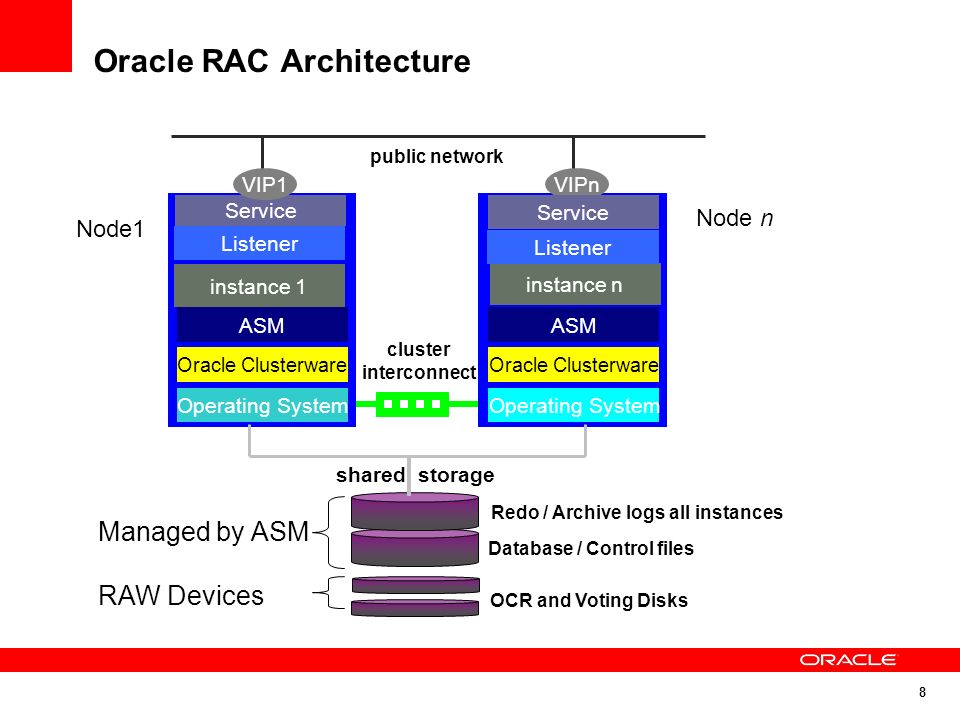 Oracle RAC Architecture
public network
VIP1
VIPn
Node1
Node n
Service
Listener
instance 1
ASM
Oracle Clusterware
Operating System
Service
Listener
instance n
ASM
Oracle Clusterware
Operating System
cluster
interconnect
shared storage
Managed by ASM
Redo / Archive logs all instances
Database / Control files
RAW Devices
OCR and Voting Disks
ORACLE
8